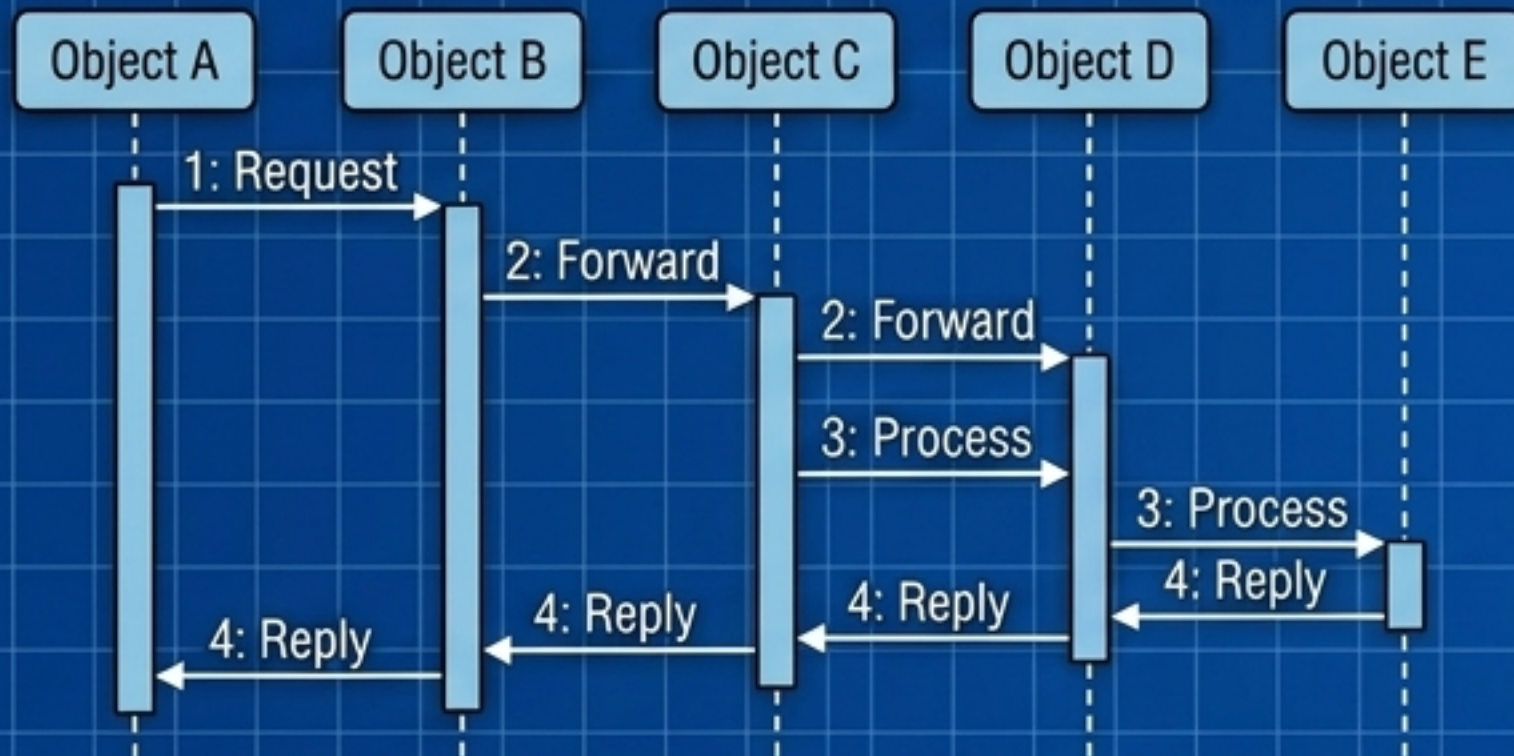 Object A
Object B
Object C
Object D
Object E
1: Request
2: Forward
2: Forward
3: Process
3: Process
4: Reply
4: Reply
4: Reply
4: Reply